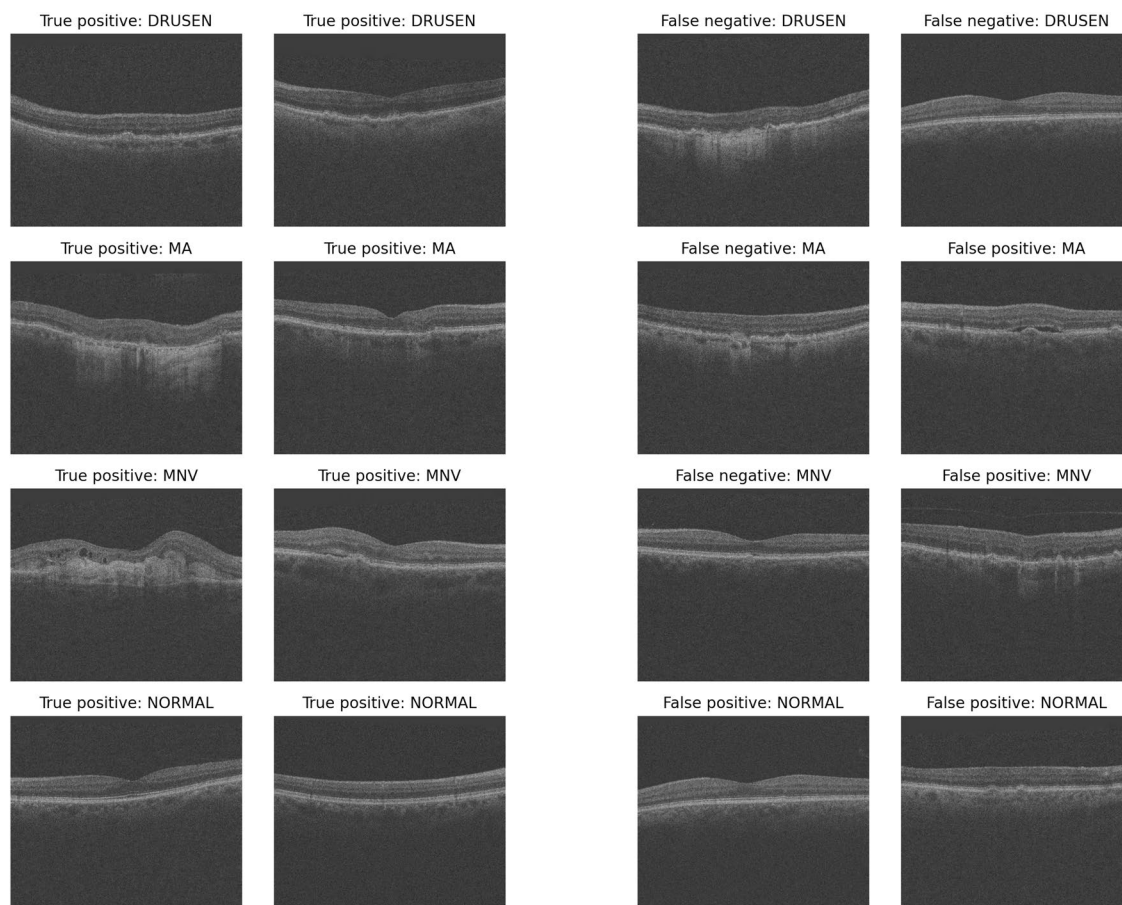 True positive: DRUSEN
True positive: DRUSEN
False negative: DRUSEN
False negative: DRUSEN
True positive: MA
True positive: MA
False negative: MA
False positive: MA
True positive: MNV
True positive: MNV
False negative: MNV
False positive: MNV
True positive: NORMAL
True positive: NORMAL
False positive: NORMAL
False positive: NORMAL